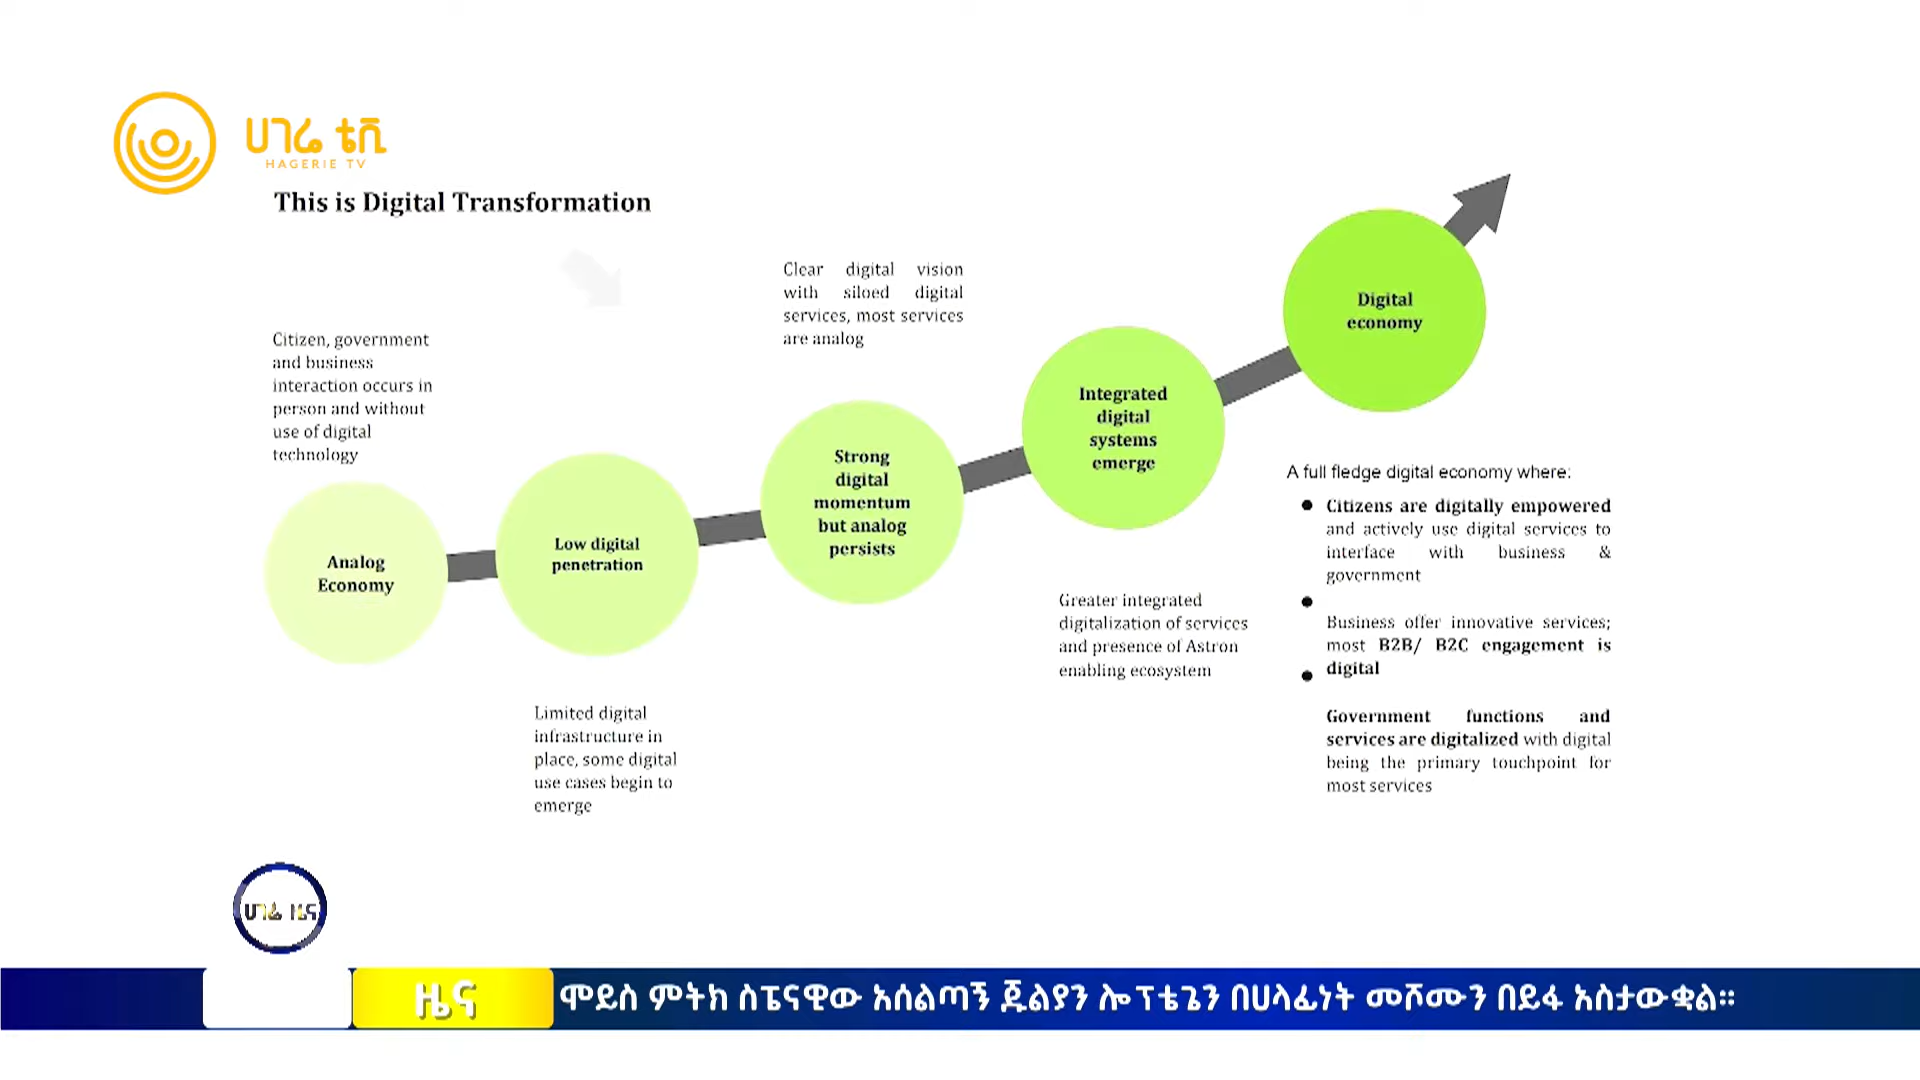 ሀገሬ ቴቪ
HAGERIE TV
This is Digital Transformation
Citizen, government
and business
interaction occurs in
person and without
use of digital
technology
Analog
Economy
Low digital
penetration
Limited digital
infrastructure in
place, some digital
use cases begin to
emerge
Clear digital vision
with siloed digital
services, most services
are analog
Strong
digital
momentum
but analog
persists
Integrated
digital
systems
emerge
Greater integrated
digitalization of services
and presence of Astron
enabling ecosystem
Digital
economy
A full fledge digital economy where:
Citizens are digitally empowered
and actively use digital services to
interface with business &
government
Business offer innovative services;
most B2B/ B2C engagement is
digital
Government functions and
services are digitalized with digital
being the primary touchpoint for
most services
ሀገሬ ዜና
ዜና
ሞይስ ምትክ ስፔናዊው አሰልጣኝ ጁልያን ሎፕቴጌን በሀላፊነት መሾሙን በይፋ አስታውቋል።